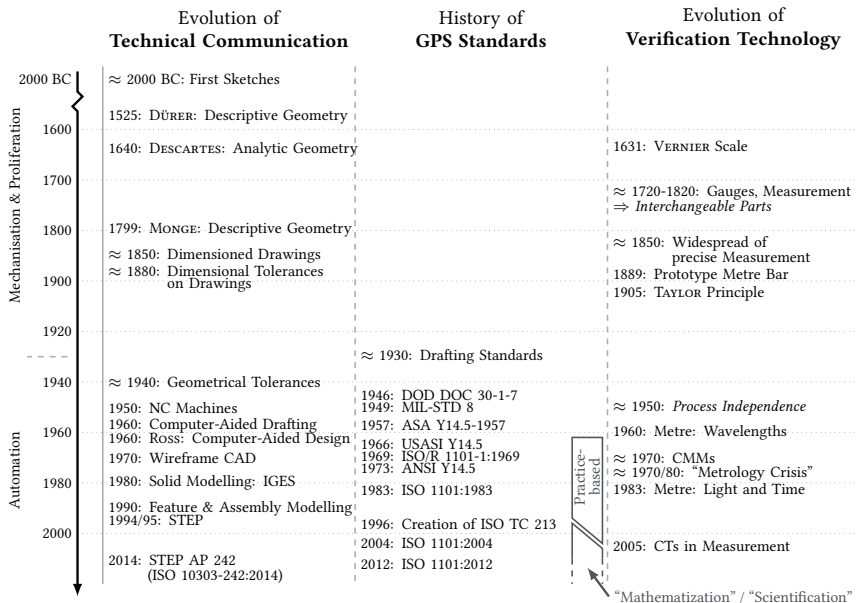 Evolution of
Technical Communication
History of
GPS Standards
Evolution of
Verification Technology
Mechanisation & Proliferation
Automation
2000 BC
1600
1700
1800
1900
1920
1940
1960
1980
2000
≈ 2000 BC: First Sketches
1525: DÜRER: Descriptive Geometry
1640: DESCARTES: Analytic Geometry
1799: MONGE: Descriptive Geometry
≈ 1850: Dimensioned Drawings
≈ 1880: Dimensional Tolerances
on Drawings
≈ 1940: Geometrical Tolerances
1950: NC Machines
1960: Computer-Aided Drafting
1960: Ross: Computer-Aided Design
1970: Wireframe CAD
1980: Solid Modelling: IGES
1990: Feature & Assembly Modelling
1994/95: STEP
2014: STEP AP 242
(ISO 10303-242:2014)
≈ 1930: Drafting Standards
1946: DOD DOC 30-1-7
1949: MIL-STD 8
1957: ASA Y14.5-1957
1966: USASI Y14.5
1969: ISO/R 1101-1:1969
1973: ANSI Y14.5
1983: ISO 1101:1983
1996: Creation of ISO TC 213
2004: ISO 1101:2004
2012: ISO 1101:2012
Practice-
based
1631: VERNIER Scale
≈ 1720-1820: Gauges, Measurement
⇒ Interchangeable Parts
≈ 1850: Widespread of
precise Measurement
1889: Prototype Metre Bar
1905: TAYLOR Principle
≈ 1950: Process Independence
1960: Metre: Wavelengths
≈ 1970: CMMs
≈ 1970/80: “Metrology Crisis”
1983: Metre: Light and Time
2005: CTs in Measurement
“Mathematization” / “Scientification”